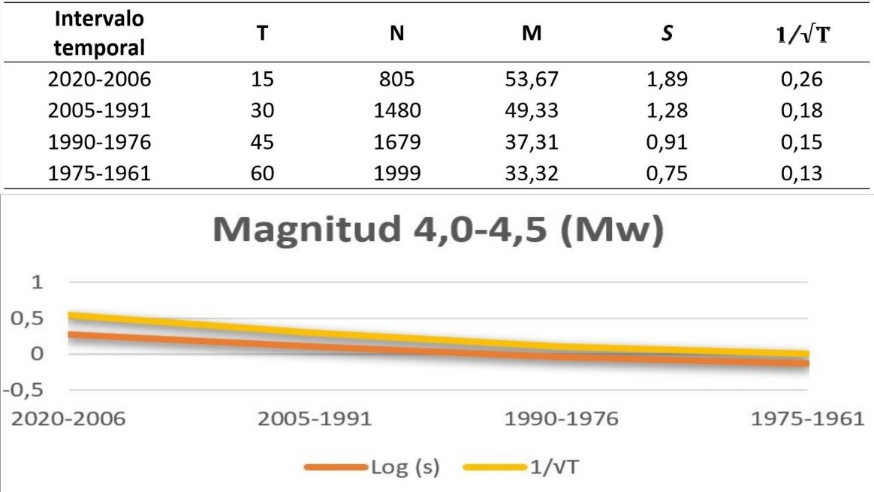 Intervalo
temporal T N M S 1/√T
2020-2006 15 805 53,67 1,89 0,26
2005-1991 30 1480 49,33 1,28 0,18
1990-1976 45 1679 37,31 0,91 0,15
1975-1961 60 1999 33,32 0,75 0,13
Magnitud 4,0-4,5 (Mw)
1
0,5
0
-0,5
2020-2006 2005-1991 1990-1976 1975-1961
Log (s) 1/√T